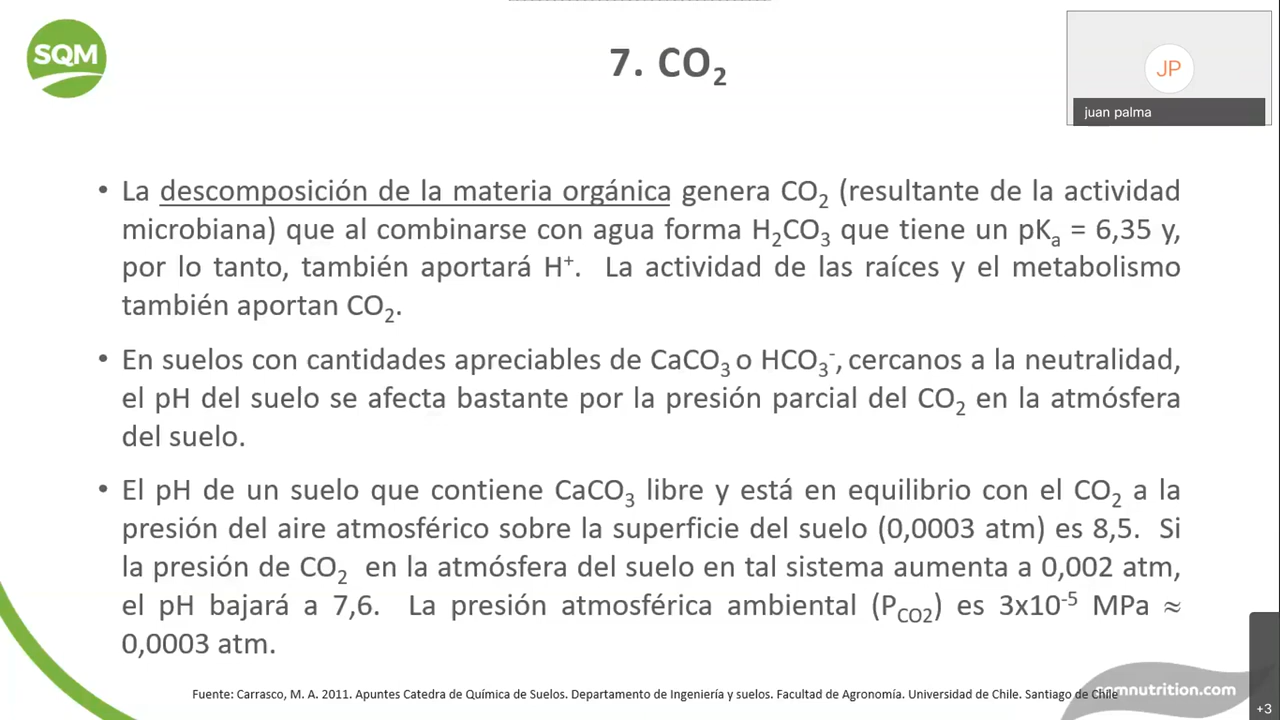 SQM
7. CO₂
JP
juan palma
• La descomposición de la materia orgánica genera CO₂ (resultante de la actividad
microbiana) que al combinarse con agua forma H₂CO₃ que tiene un pKₐ = 6,35 y,
por lo tanto, también aportará H⁺. La actividad de las raíces y el metabolismo
también aportan CO₂.
• En suelos con cantidades apreciables de CaCO₃ o HCO₃⁻, cercanos a la neutralidad,
el pH del suelo se afecta bastante por la presión parcial del CO₂ en la atmósfera
del suelo.
• El pH de un suelo que contiene CaCO₃ libre y está en equilibrio con el CO₂ a la
presión del aire atmosférico sobre la superficie del suelo (0,0003 atm) es 8,5. Si
la presión de CO₂ en la atmósfera del suelo en tal sistema aumenta a 0,002 atm,
el pH bajará a 7,6. La presión atmosférica ambiental (P_CO2) es 3x10⁻⁵ MPa ≈
0,0003 atm.
Fuente: Carrasco, M. A. 2011. Apuntes Catedra de Química de Suelos. Departamento de Ingeniería y suelos. Facultad de Agronomía. Universidad de Chile. Santiago de Chile
sqmnutrition.com
+3